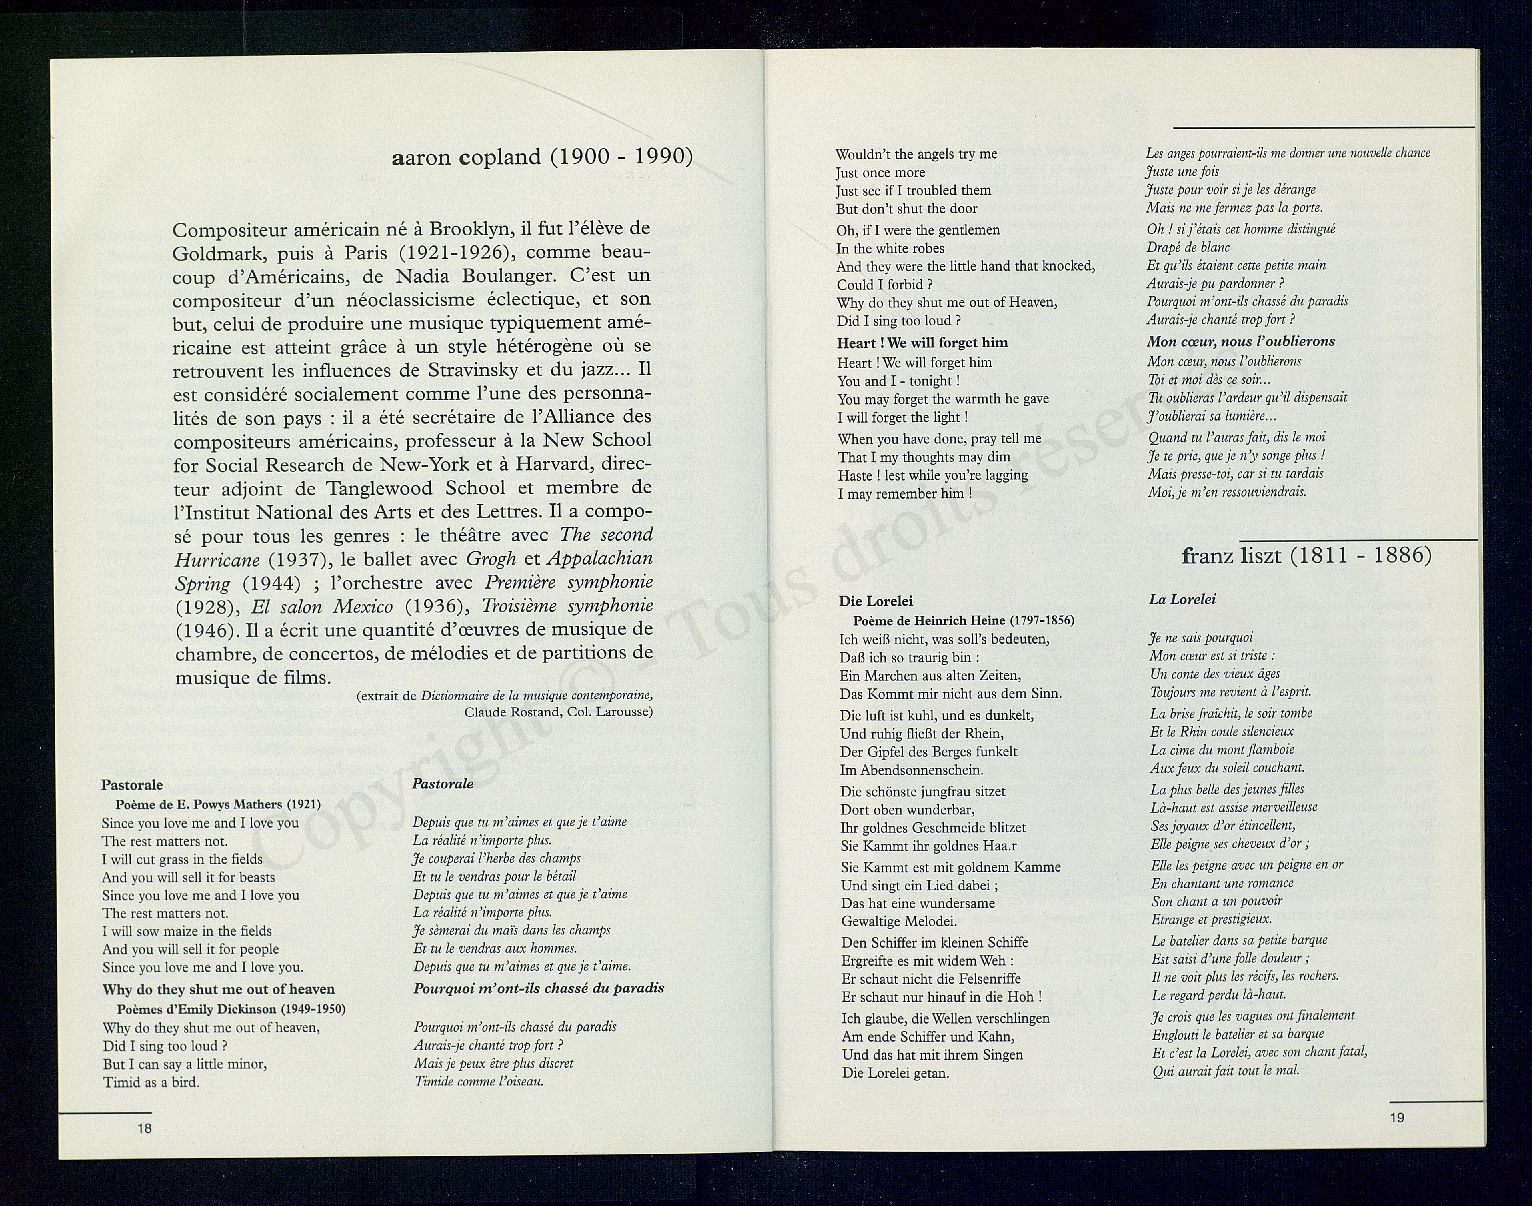 aaron copland (1900 - 1990)
Compositeur américain né à Brooklyn, il fut l'élève de
Goldmark, puis à Paris (1921-1926), comme beau-
coup d'Américains, de Nadia Boulanger. C'est un
compositeur d'un néoclassicisme éclectique, et son
but, celui de produire une musique typiquement amé-
ricaine est atteint grâce à un style hétérogène où se
retrouvent les influences de Stravinsky et du jazz... Il
est considéré socialement comme l'une des personna-
lités de son pays : il a été secrétaire de l'Alliance des
compositeurs américains, professeur à la New School
for Social Research de New-York et à Harvard, direc-
teur adjoint de Tanglewood School et membre de
l'Institut National des Arts et des Lettres. Il a compo-
sé pour tous les genres : le théâtre avec The second
Hurricane (1937), le ballet avec Grogh et Appalachian
Spring (1944) ; l'orchestre avec Première symphonie
(1928), El salon Mexico (1936), Troisième symphonie
(1946). Il a écrit une quantité d'œuvres de musique de
chambre, de concertos, de mélodies et de partitions de
musique de films.
(extrait de Dictionnaire de la musique contemporaine,
Claude Rostand, Col. Larousse)
Pastorale
Poème de E. Powys Mathers (1921)
Since you love me and I love you
The rest matters not.
I will cut grass in the fields
And you will sell it for beasts
Since you love me and I love you
The rest matters not.
I will sow maize in the fields
And you will sell it for people
Since you love me and I love you.
Why do they shut me out of heaven
Poèmes d'Emily Dickinson (1949-1950)
Why do they shut me out of heaven,
Did I sing too loud ?
But I can say a little minor,
Timid as a bird.
Pastorale
Depuis que tu m'aimes et que je t'aime
La réalité n'importe plus.
Je couperai l'herbe des champs
Et tu le vendras pour le bétail
Depuis que tu m'aimes et que je t'aime
La réalité n'importe plus.
Je sèmerai du maïs dans les champs
Et tu le vendras aux hommes.
Depuis que tu m'aimes et que je t'aime.
Pourquoi m'ont-ils chassé du paradis
Pourquoi m'ont-ils chassé du paradis
Aurais-je chanté trop fort ?
Mais je peux être plus discret
Timide comme l'oiseau.
18
Wouldn't the angels try me
Just once more
Just see if I troubled them
But don't shut the door
Oh, if I were the gentlemen
In the white robes
And they were the little hand that knocked,
Could I forbid ?
Why do they shut me out of Heaven,
Did I sing too loud ?
Heart ! We will forget him
Heart ! We will forget him
You and I - tonight !
You may forget the warmth he gave
I will forget the light !
When you have done, pray tell me
That I my thoughts may dim
Haste ! lest while you're lagging
I may remember him !
Les anges pourraient-ils me donner une nouvelle chance
Juste une fois
Juste pour voir si je les dérange
Mais ne me fermez pas la porte.
Oh ! si j'étais cet homme distingué
Drapé de blanc
Et qu'ils étaient cette petite main
Aurais-je pu pardonner ?
Pourquoi m'ont-ils chassé du paradis
Aurais-je chanté trop fort ?
Mon cœur, nous l'oublierons
Mon cœur, nous l'oublierons
Toi et moi dès ce soir...
Tu oublieras l'ardeur qu'il dispensait
J'oublierai sa lumière...
Quand tu l'auras fait, dis le moi
Je te prie, que je n'y songe plus !
Mais presse-toi, car si tu tardais
Moi, je m'en ressouviendrais.
franz liszt (1811 - 1886)
Die Lorelei
Poème de Heinrich Heine (1797-1856)
Ich weiß nicht, was soll's bedeuten,
Daß ich so traurig bin :
Ein Marchen aus alten Zeiten,
Das Kommt mir nicht aus dem Sinn.
Die luft ist kuhl, und es dunkelt,
Und ruhig fließt der Rhein,
Der Gipfel des Berges funkelt
Im Abendsonnenschein.
Die schönste jungfrau sitzet
Dort oben wunderbar,
Ihr goldnes Geschmeide blitzet
Sie Kammt ihr goldnes Haa.r
Sie Kammt est mit goldnem Kamme
Und singt ein Lied dabei ;
Das hat eine wundersame
Gewaltige Melodei.
Den Schiffer im kleinen Schiffe
Ergreifte es mit widem Weh :
Er schaut nicht die Felsenriffe
Er schaut nur hinauf in die Hoh !
Ich glaube, die Wellen verschlingen
Am ende Schiffer und Kahn,
Und das hat mit ihrem Singen
Die Lorelei getan.
La Lorelei
Je ne sais pourquoi
Mon cœur est si triste :
Un conte des vieux âges
Toujours me revient à l'esprit.
La brise fraîchit, le soir tombe
Et le Rhin coule silencieux
La cime du mont flamboie
Aux feux du soleil couchant.
La plus belle des jeunes filles
Là-haut est assise merveilleuse
Ses joyaux d'or étincellent,
Elle peigne ses cheveux d'or ;
Elle les peigne avec un peigne en or
En chantant une romance
Son chant a un pouvoir
Etrange et prestigieux.
Le batelier dans sa petite barque
Est saisi d'une folle douleur ;
Il ne voit plus les récifs, les rochers.
Le regard perdu là-haut.
Je crois que les vagues ont finalement
Englouti le batelier et sa barque
Et c'est la Lorelei, avec son chant fatal,
Qui aurait fait tout le mal.
19
Copyright © - Tous droits réservés